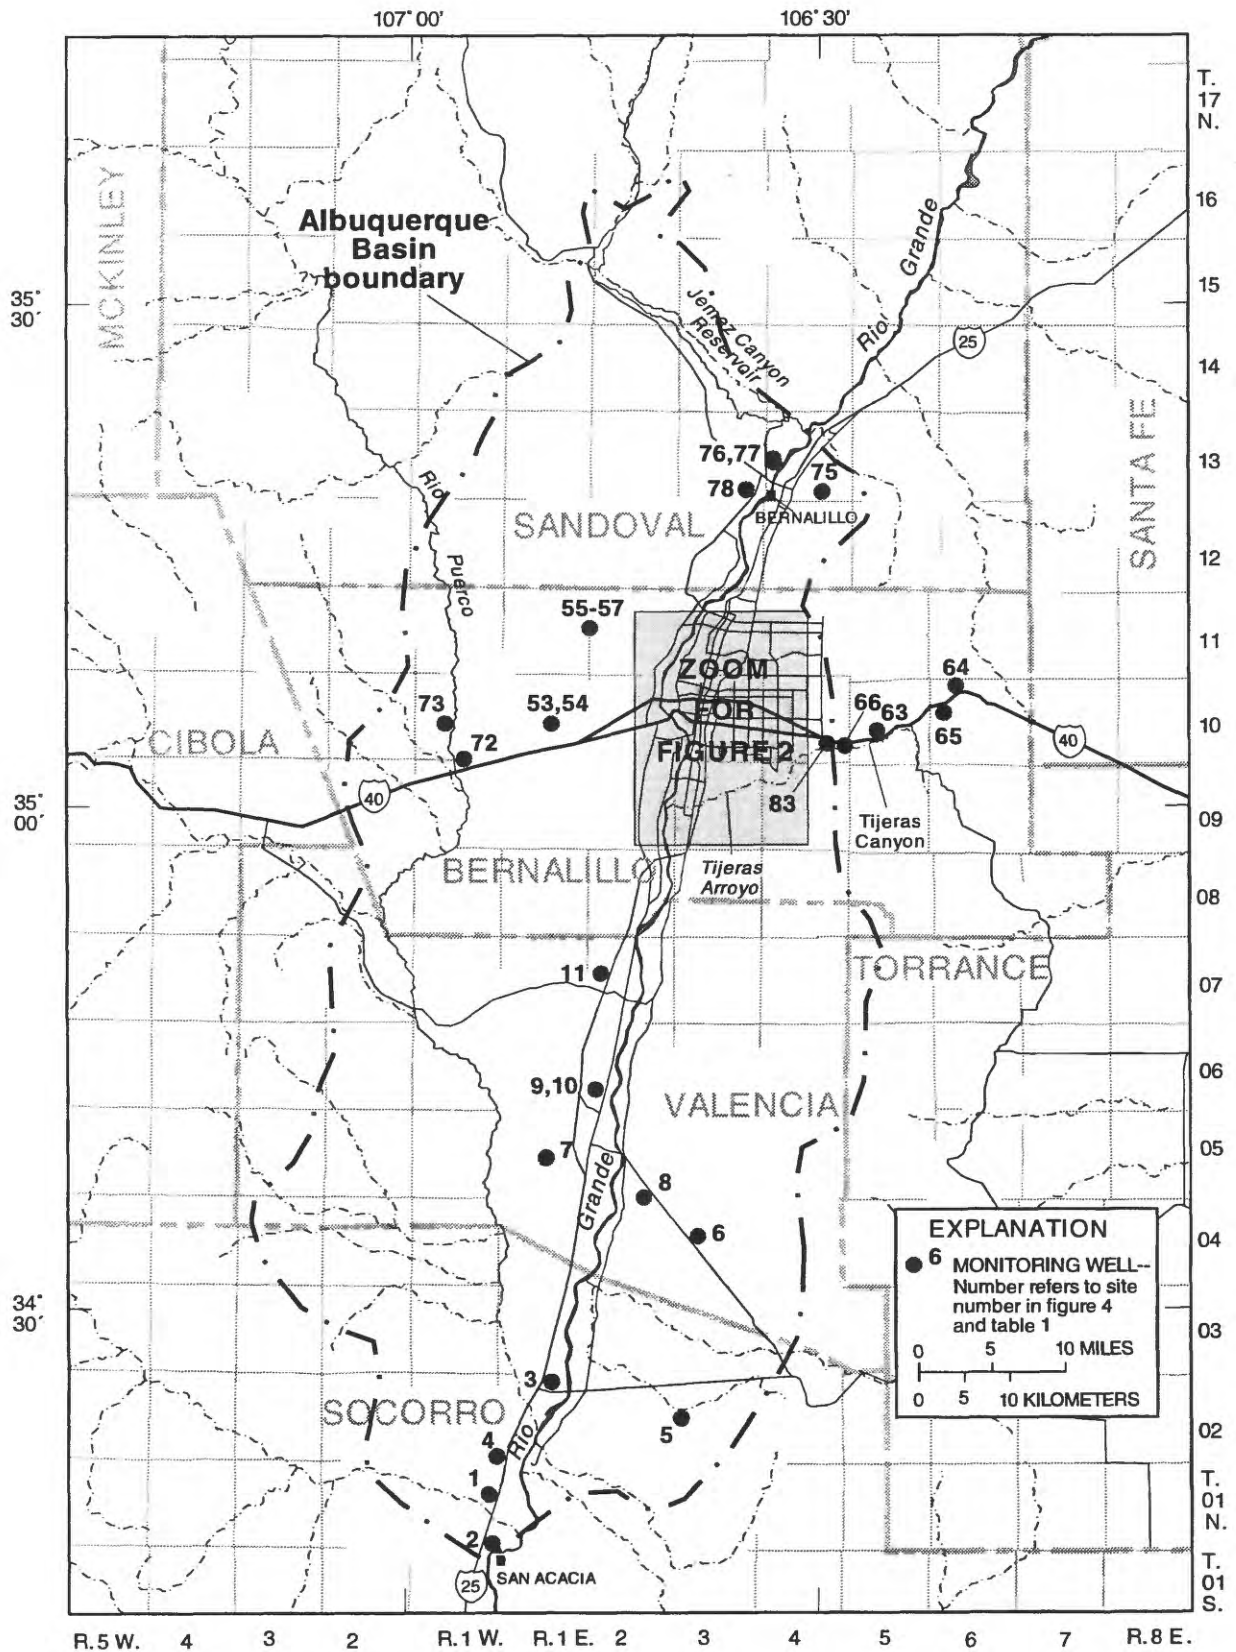 107° 00'
106° 30'
T.
17
N.
16
15
14
13
12
11
10
09
08
07
06
05
04
03
02
T.
01
N.
T.
01
S.
35°
30'
35°
00'
34°
30'
MCKINLEY
Albuquerque
Basin
boundary
Rio Grande
25
Jemez Canyon
Reservoir
SANTA FE
76,77
78
75
BERNALILLO
Rio Puerco
SANDOVAL
55-57
ZOOM
FOR
FIGURE 2
64
66
63
65
73
53,54
72
CIBOLA
40
40
83
Tijeras
Canyon
BERNALILLO
Tijeras
Arroyo
TORRANCE
11
9,10
VALENCIA
7
8
6
Rio Grande
EXPLANATION
6 MONITORING WELL--
Number refers to site
number in figure 4
and table 1
0 5 10 MILES
0 5 10 KILOMETERS
3
SOCORRO
5
4
1
2
SAN ACACIA
25
R.5 W. 4 3 2 R.1 W. R.1 E. 2 3 4 5 6 7 R.8 E.